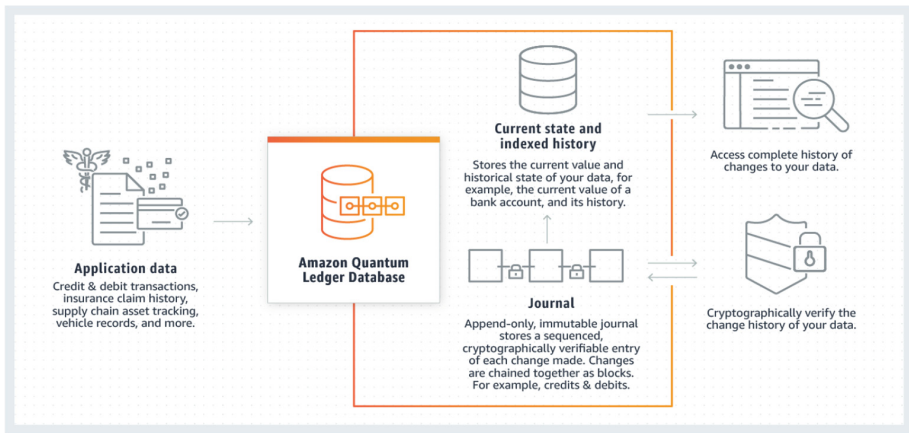 Application data
Credit & debit transactions,
insurance claim history,
supply chain asset tracking,
vehicle records, and more.
Amazon Quantum
Ledger Database
Current state and
indexed history
Stores the current value and
historical state of your data, for
example, the current value of a
bank account, and its history.
Journal
Append-only, immutable journal
stores a sequenced,
cryptographically verifiable entry
of each change made. Changes
are chained together as blocks.
For example, credits & debits.
Access complete history of
changes to your data.
Cryptographically verify the
change history of your data.